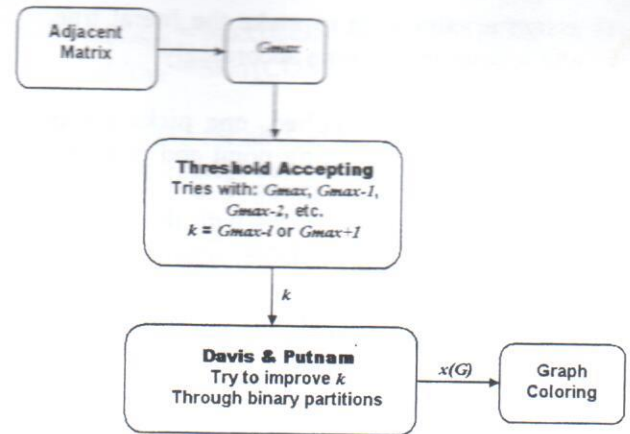 Adjacent
Matrix
Gmax
Threshold Accepting
Tries with: Gmax, Gmax-1,
Gmax-2, etc.
k = Gmax-i or Gmax+1
k
Davis & Putnam
Try to improve k
Through binary partitions
x(G)
Graph
Coloring